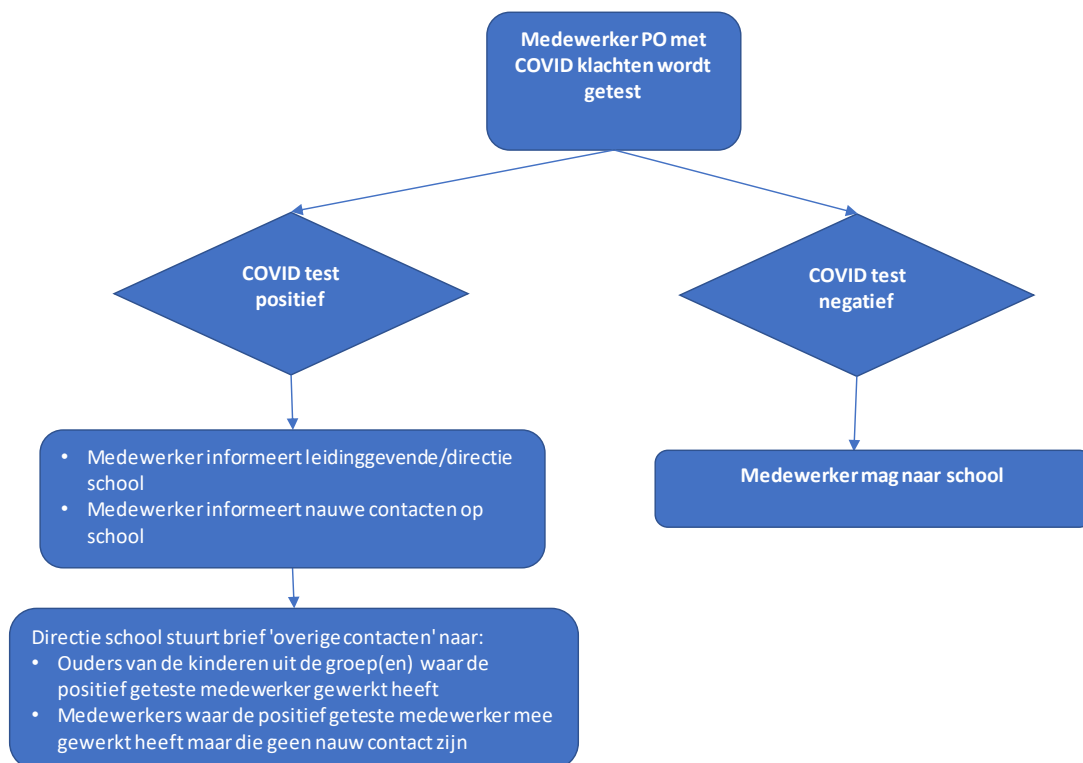 Medewerker PO met
COVID klachten wordt
getest
COVID test
positief
COVID test
negatief
• Medewerker informeert leidinggevende/directie
school
• Medewerker informeert nauwe contacten op
school
Medewerker mag naar school
Directie school stuurt brief 'overige contacten' naar:
• Ouders van de kinderen uit de groep(en) waar de
positief geteste medewerker gewerkt heeft
• Medewerkers waar de positief geteste medewerker mee
gewerkt heeft maar die geen nauw contact zijn